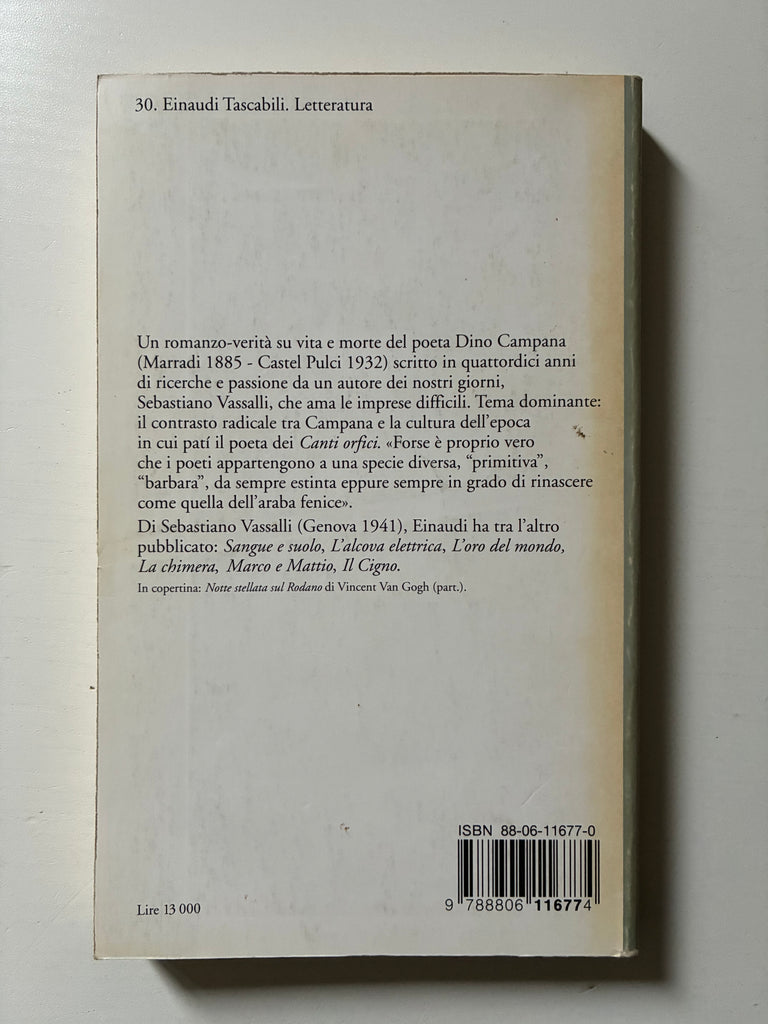 30. Einaudi Tascabili. Letteratura
Un romanzo-verità su vita e morte del poeta Dino Campana
(Marradi 1885 - Castel Pulci 1932) scritto in quattordici anni
di ricerche e passione da un autore dei nostri giorni,
Sebastiano Vassalli, che ama le imprese difficili. Tema dominante:
il contrasto radicale tra Campana e la cultura dell'epoca
in cui patí il poeta dei Canti orfici. «Forse è proprio vero
che i poeti appartengono a una specie diversa, “primitiva”,
“barbara”, da sempre estinta eppure sempre in grado di rinascere
come quella dell'araba fenice».
Di Sebastiano Vassalli (Genova 1941), Einaudi ha tra l'altro
pubblicato: Sangue e suolo, L'alcova elettrica, L'oro del mondo,
La chimera, Marco e Mattio, Il Cigno.
In copertina: Notte stellata sul Rodano di Vincent Van Gogh (part.).
ISBN 88-06-11677-0
9 788806 116774
Lire 13 000